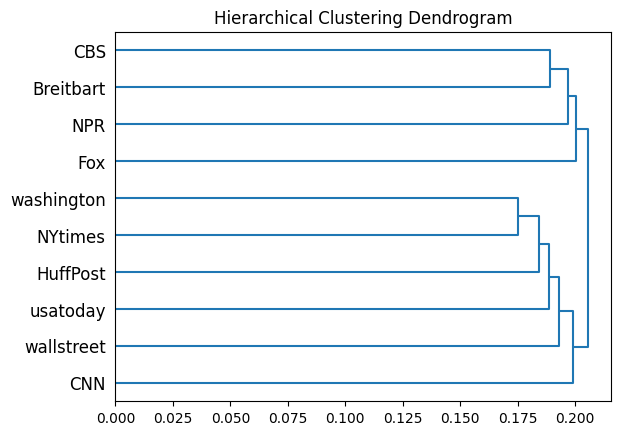 Hierarchical Clustering Dendrogram
CBS
Breitbart
NPR
Fox
washington
NYtimes
HuffPost
usatoday
wallstreet
CNN
0.000 0.025 0.050 0.075 0.100 0.125 0.150 0.175 0.200